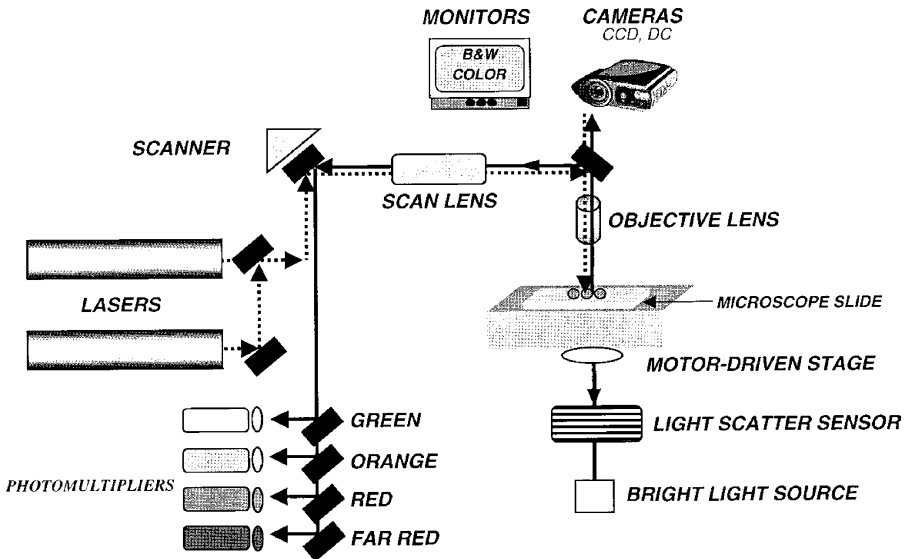 MONITORS
CAMERAS
CCD, DC
B&W
COLOR
SCANNER
SCAN LENS
OBJECTIVE LENS
LASERS
MICROSCOPE SLIDE
MOTOR-DRIVEN STAGE
GREEN
LIGHT SCATTER SENSOR
ORANGE
PHOTOMULTIPLIERS
RED
BRIGHT LIGHT SOURCE
FAR RED